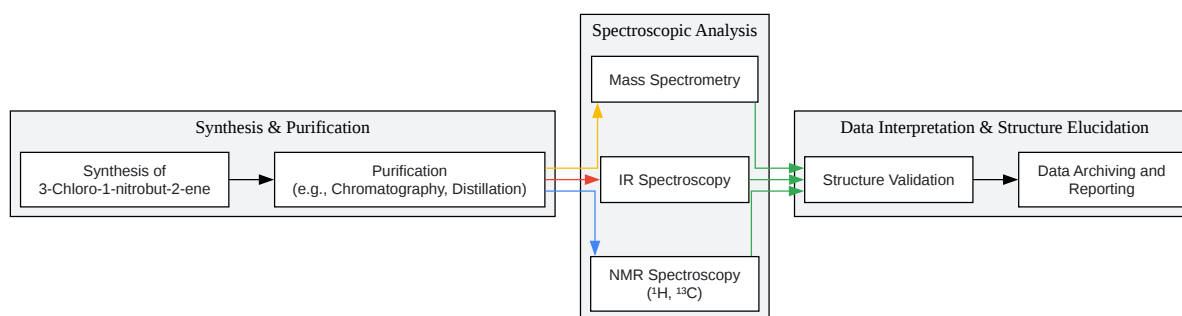 Synthesis & Purification
Synthesis of
3-Chloro-1-nitrobut-2-ene
Purification
(e.g., Chromatography, Distillation)
Spectroscopic Analysis
Mass Spectrometry
IR Spectroscopy
NMR Spectroscopy
(¹H, ¹³C)
Data Interpretation & Structure Elucidation
Structure Validation
Data Archiving and
Reporting